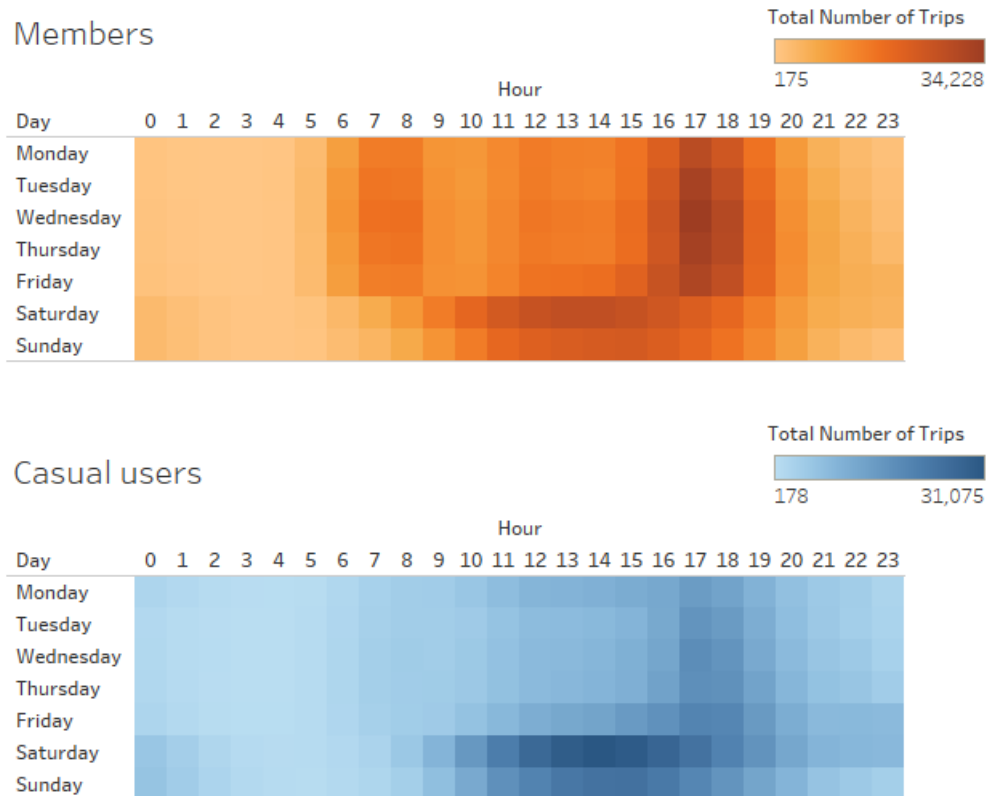 Total Number of Trips
Members
175 34,228
Hour
Day 0 1 2 3 4 5 6 7 8 9 10 11 12 13 14 15 16 17 18 19 20 21 22 23
Monday
Tuesday
Wednesday
Thursday
Friday
Saturday
Sunday
Total Number of Trips
Casual users
178 31,075
Hour
Day 0 1 2 3 4 5 6 7 8 9 10 11 12 13 14 15 16 17 18 19 20 21 22 23
Monday
Tuesday
Wednesday
Thursday
Friday
Saturday
Sunday